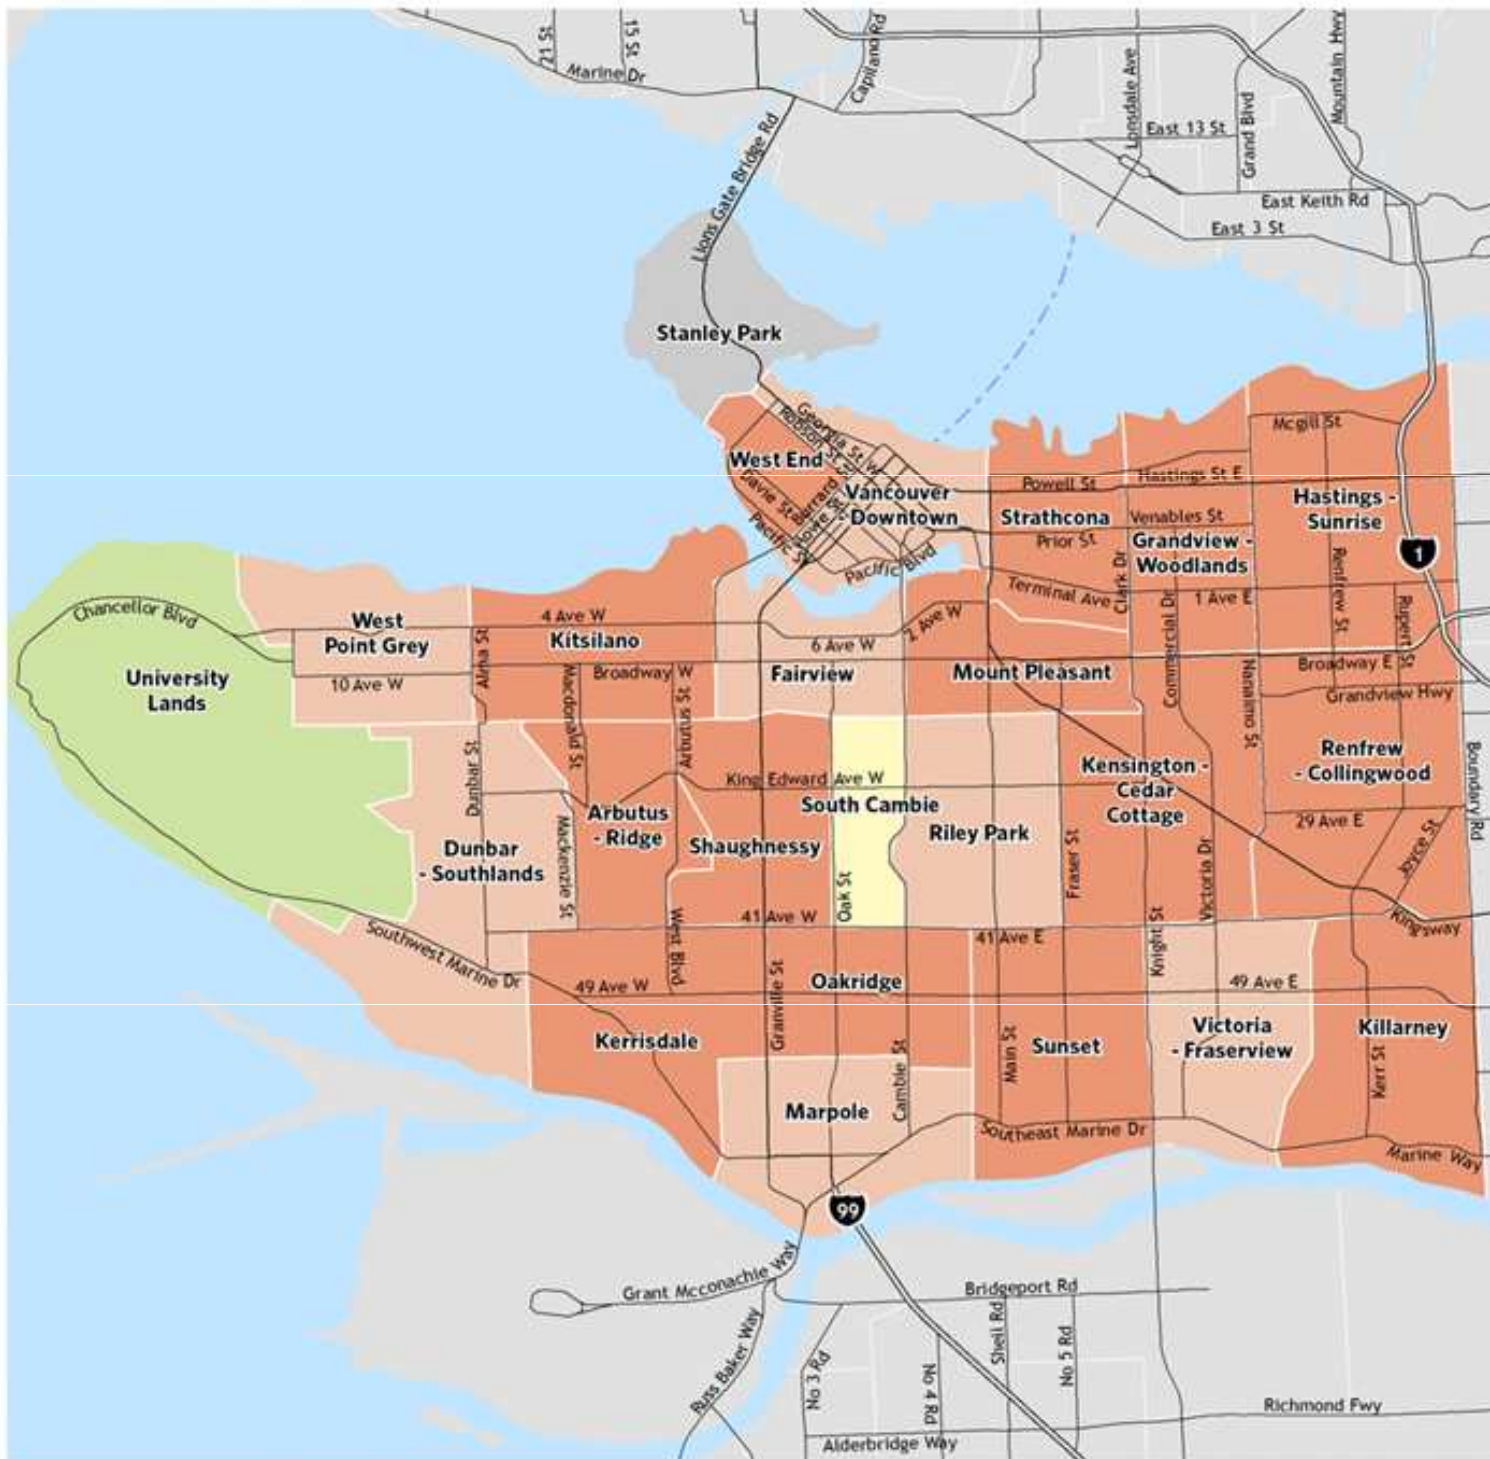 21 St
15 St
Marine Dr
Capilano Rd
Lonsdale Ave
Grand Blvd
Mountain Hwy
East 13 St
East Keith Rd
East 3 St
Lions Gate Bridge Rd
Stanley Park
Georgia St W
Robson St
West End
Davie St
Burrard
Howe
Pacific St
Vancouver
Downtown
Pacific Blvd
Mcgill St
Powell St
Hastings St E
Strathcona
Venables St
Prior St
Hastings -
Sunrise
Grandview -
Woodlands
1
Terminal Ave
Clark Dr
1 Ave E
Renfrew St
Rupert St
Chancellor Blvd
West
Point Grey
4 Ave W
Kitsilano
6 Ave W
2 Ave W
Alma St
Broadway W
Fairview
Mount Pleasant
Commercial Dr
Broadway E
Grandview Hwy
University
Lands
10 Ave W
Macdonald St
Arbutus St
Nanaimo St
Dunbar St
King Edward Ave W
South Cambie
Kensington -
Cedar
Cottage
Renfrew
- Collingwood
Boundary Rd
Arbutus
- Ridge
Shaughnessy
Riley Park
29 Ave E
Joyce St
Dunbar
- Southlands
Mackenzie St
Oak St
Fraser St
Victoria Dr
41 Ave W
41 Ave E
Kingsway
Knight St
West Blvd
Southwest Marine Dr
49 Ave W
Oakridge
49 Ave E
Granville St
Kerrisdale
Cambie St
Main St
Sunset
Victoria
- Fraserview
Killarney
Kerr St
Marpole
Southeast Marine Dr
Marine Way
99
Grant Mcconachie Way
Bridgeport Rd
Russ Baker Way
No 3 Rd
No 4 Rd
Shell Rd
No 5 Rd
Richmond Fwy
Alderbridge Way